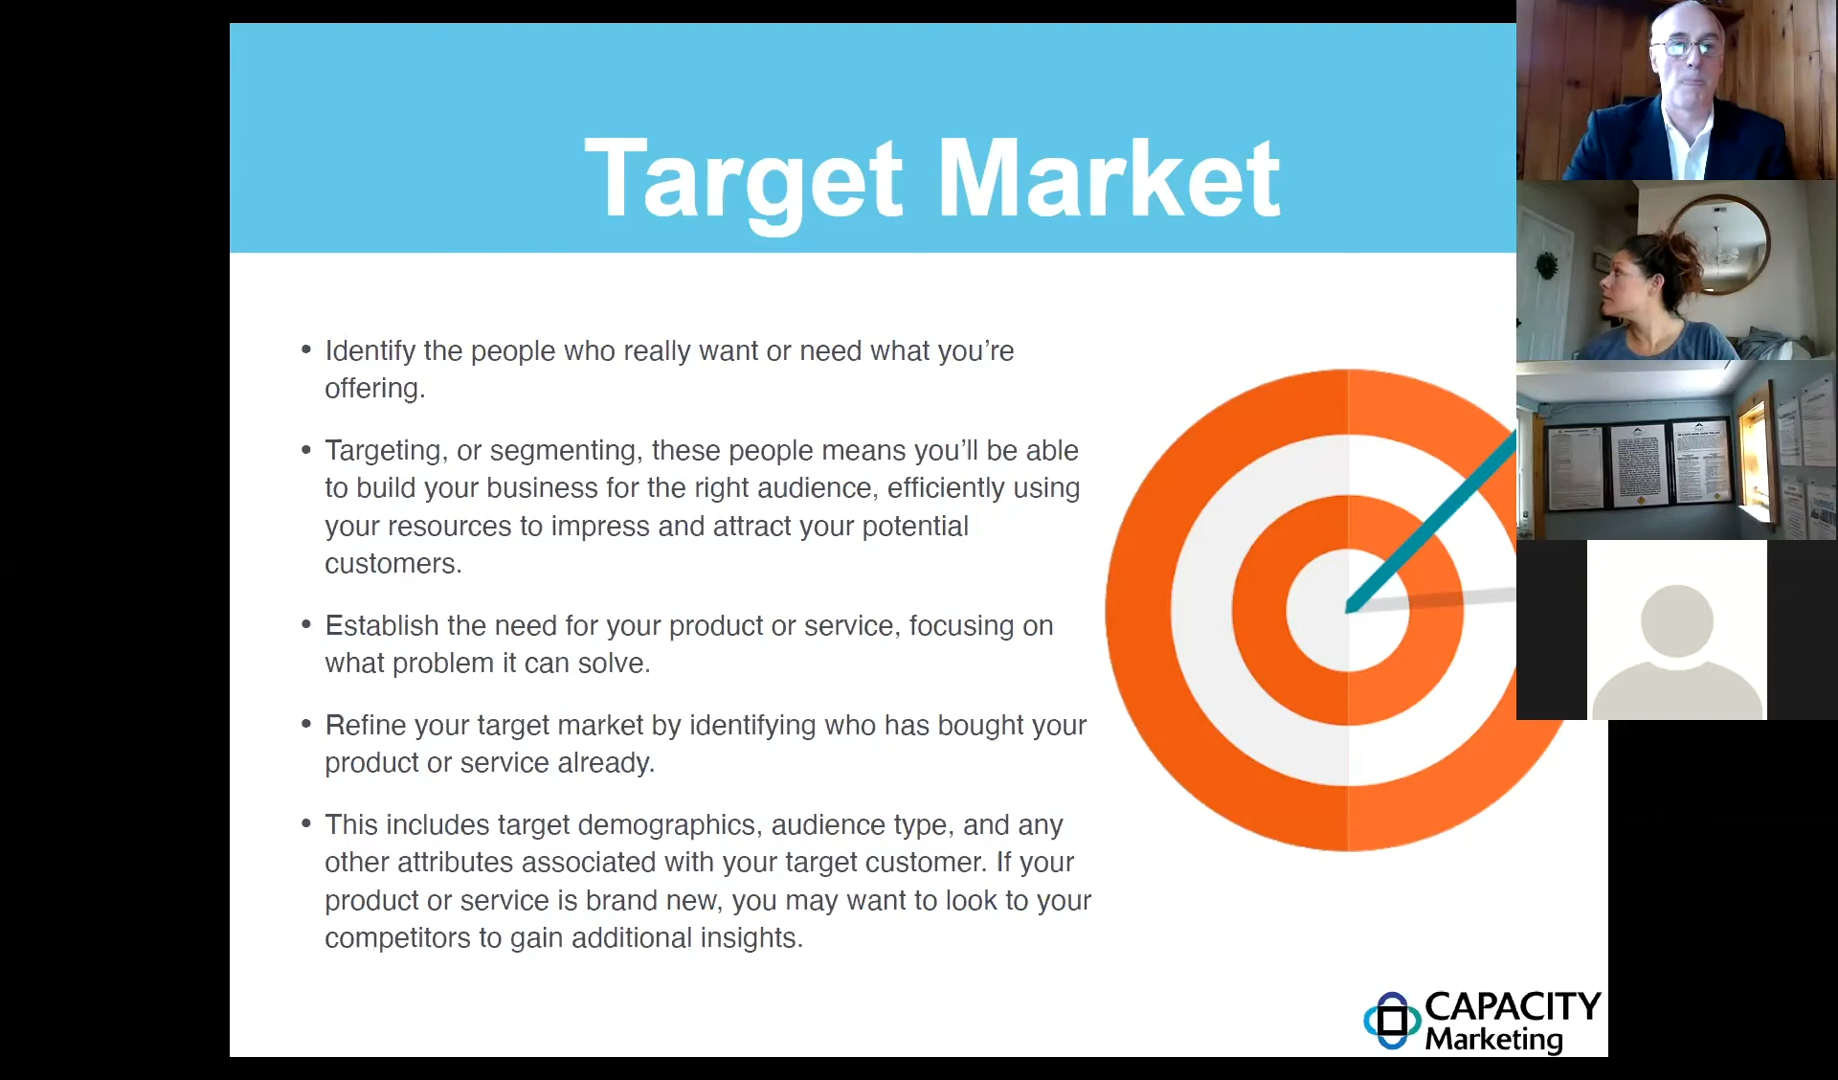 Target Market
• Identify the people who really want or need what you’re
offering.
• Targeting, or segmenting, these people means you’ll be able
to build your business for the right audience, efficiently using
your resources to impress and attract your potential
customers.
• Establish the need for your product or service, focusing on
what problem it can solve.
• Refine your target market by identifying who has bought your
product or service already.
• This includes target demographics, audience type, and any
other attributes associated with your target customer. If your
product or service is brand new, you may want to look to your
competitors to gain additional insights.
CAPACITY
Marketing